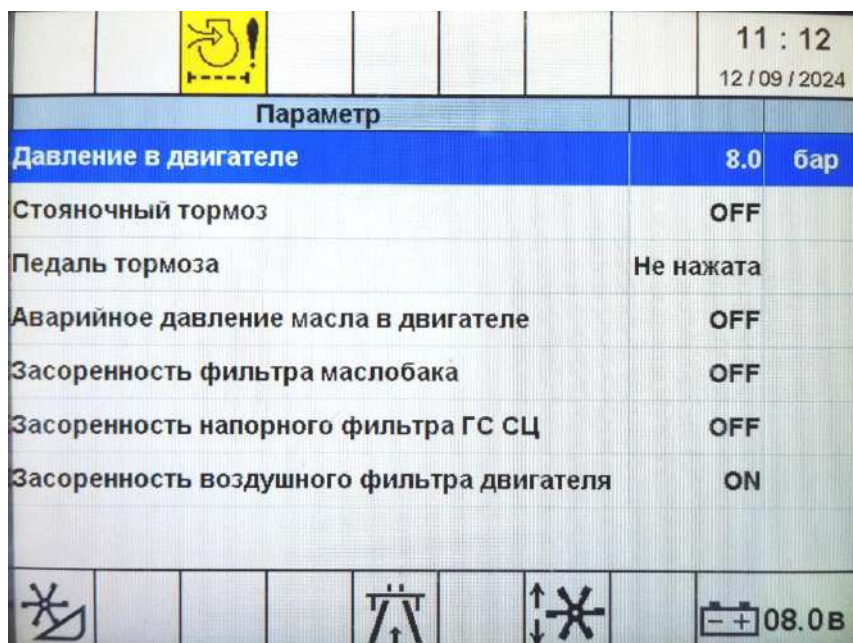 11 : 12
12 / 09 / 2024
Параметр
Давление в двигателе 8.0 бар
Стояночный тормоз OFF
Педаль тормоза Не нажата
Аварийное давление масла в двигателе OFF
Засоренность фильтра маслобака OFF
Засоренность напорного фильтра ГС СЦ OFF
Засоренность воздушного фильтра двигателя ON
08.0 В